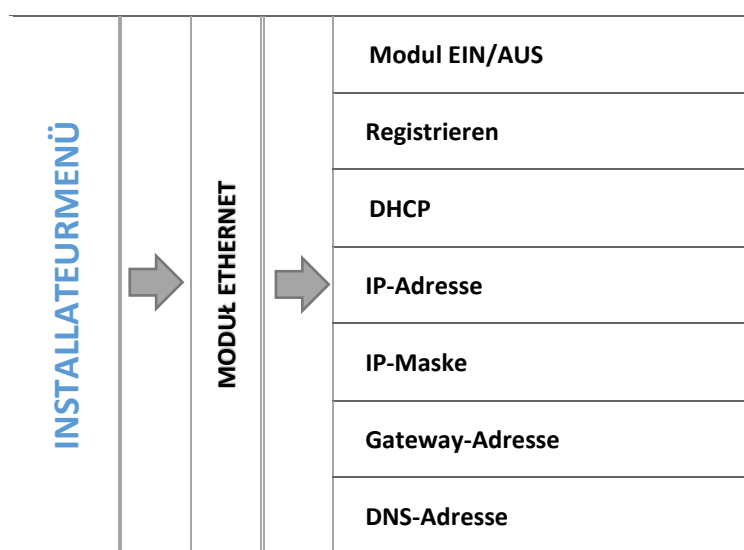 INSTALLATEURMENÜ
MODUŁ ETHERNET
Modul EIN/AUS
Registrieren
DHCP
IP-Adresse
IP-Maske
Gateway-Adresse
DNS-Adresse